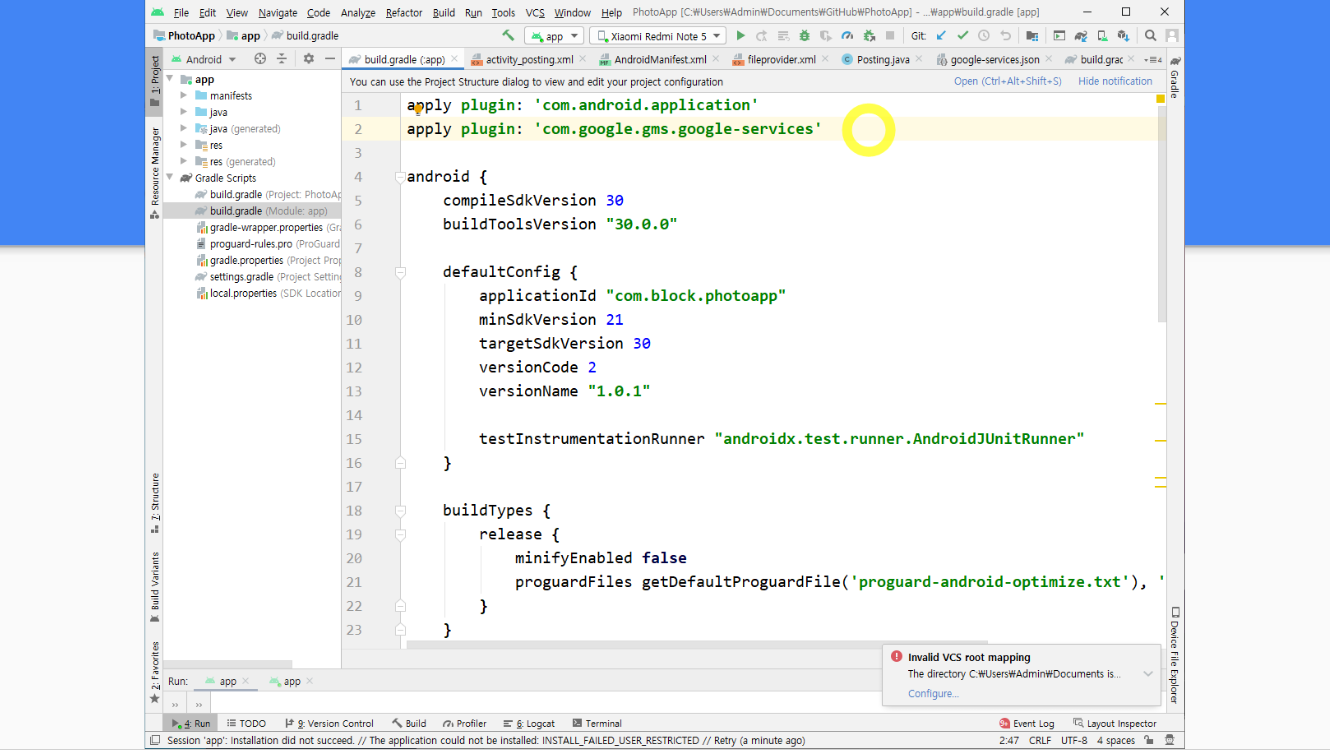 File Edit View Navigate Code Analyze Refactor Build Run Tools VCS Window Help PhotoApp [C:₩Users₩Admin₩Documents₩GitHub₩PhotoApp] - ...₩app₩build.gradle [app]
PhotoApp app build.gradle
app Xiaomi Redmi Note 5 Git:
1: Project
Resource Manager
7: Structure
Build Variants
2: Favorites
Android
app
manifests
java
java (generated)
res
res (generated)
Gradle Scripts
build.gradle (Project: PhotoAp
build.gradle (Module: app)
gradle-wrapper.properties (Gra
proguard-rules.pro (ProGuard
gradle.properties (Project Prop
settings.gradle (Project Setting
local.properties (SDK Location
build.gradle (:app) activity_posting.xml AndroidManifest.xml fileprovider.xml Posting.java google-services.json build.grac 4
You can use the Project Structure dialog to view and edit your project configuration Open (Ctrl+Alt+Shift+S) Hide notification
1 apply plugin: 'com.android.application'
2 apply plugin: 'com.google.gms.google-services'
3
4 android {
5 compileSdkVersion 30
6 buildToolsVersion "30.0.0"
7
8 defaultConfig {
9 applicationId "com.block.photoapp"
10 minSdkVersion 21
11 targetSdkVersion 30
12 versionCode 2
13 versionName "1.0.1"
14
15 testInstrumentationRunner "androidx.test.runner.AndroidJUnitRunner"
16 }
17
18 buildTypes {
19 release {
20 minifyEnabled false
21 proguardFiles getDefaultProguardFile('proguard-android-optimize.txt'), '
22 }
23 }
Gradle
Device File Explorer
Invalid VCS root mapping
The directory C:₩Users₩Admin₩Documents is...
Configure...
Run: app app
4: Run TODO 9: Version Control Build Profiler 6: Logcat Terminal Event Log Layout Inspector
Session 'app': Installation did not succeed. // The application could not be installed: INSTALL_FAILED_USER_RESTRICTED // Retry (a minute ago) 2:47 CRLF UTF-8 4 spaces